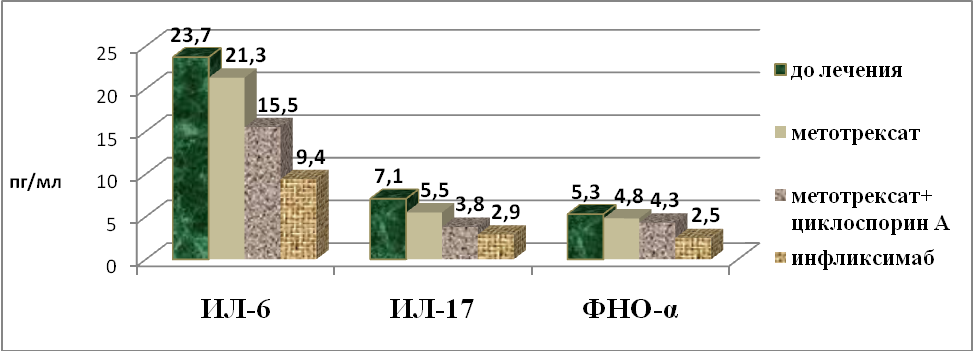 23,7
21,3
15,5
9,4
7,1
5,5
3,8
2,9
5,3
4,8
4,3
2,5
25
20
15
10
5
0
пг/мл
ИЛ-6
ИЛ-17
ФНО-α
до лечения
метотрексат
метотрексат+
циклоспорин А
инфликсимаб